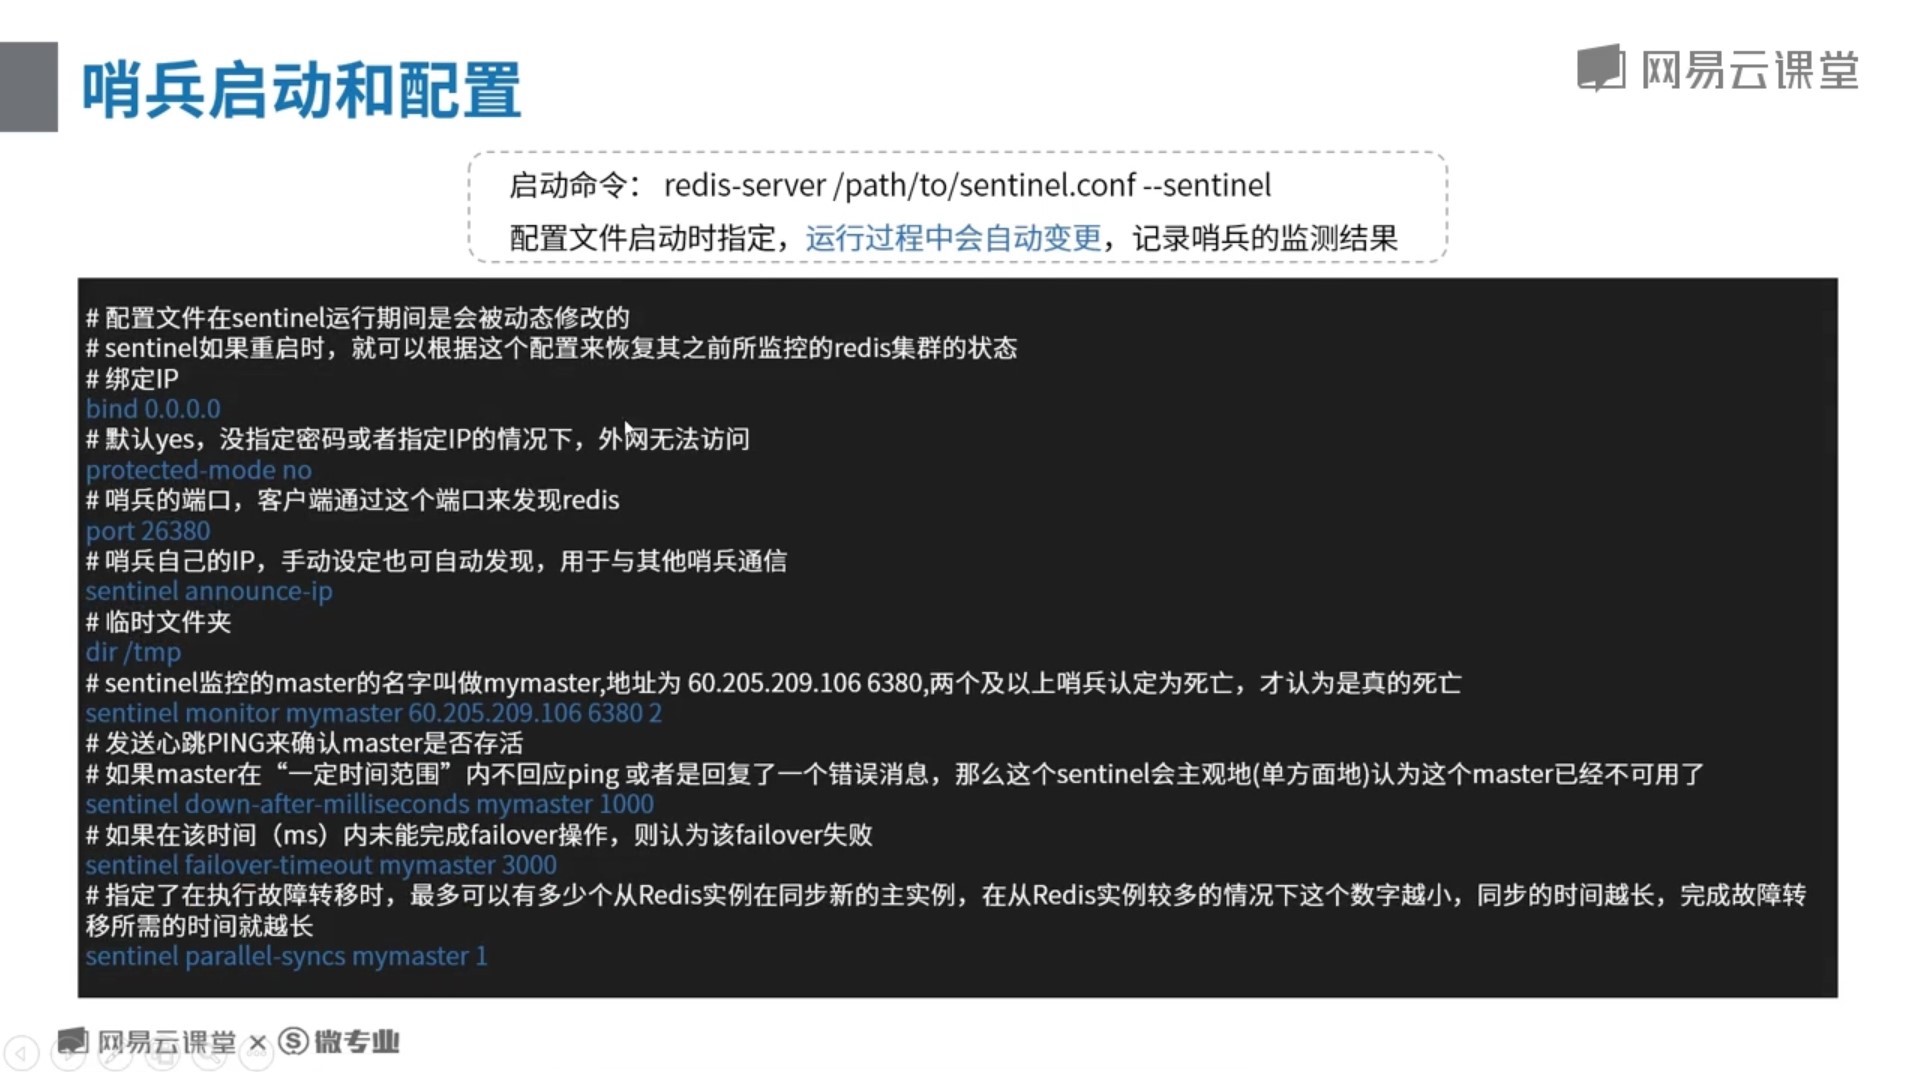 哨兵启动和配置
网易云课堂
启动命令： redis-server /path/to/sentinel.conf --sentinel
配置文件启动时指定，运行过程中会自动变更，记录哨兵的监测结果
# 配置文件在sentinel运行期间是会被动态修改的
# sentinel如果重启时，就可以根据这个配置来恢复其之前所监控的redis集群的状态
# 绑定IP
bind 0.0.0.0
# 默认yes，没指定密码或者指定IP的情况下，外网无法访问
protected-mode no
# 哨兵的端口，客户端通过这个端口来发现redis
port 26380
# 哨兵自己的IP，手动设定也可自动发现，用于与其他哨兵通信
sentinel announce-ip
# 临时文件夹
dir /tmp
# sentinel监控的master的名字叫做mymaster,地址为 60.205.209.106 6380,两个及以上哨兵认定为死亡，才认为是真的死亡
sentinel monitor mymaster 60.205.209.106 6380 2
# 发送心跳PING来确认master是否存活
# 如果master在“一定时间范围”内不回应ping 或者是回复了一个错误消息，那么这个sentinel会主观地(单方面地)认为这个master已经不可用了
sentinel down-after-milliseconds mymaster 1000
# 如果在该时间（ms）内未能完成failover操作，则认为该failover失败
sentinel failover-timeout mymaster 3000
# 指定了在执行故障转移时，最多可以有多少个从Redis实例在同步新的主实例，在从Redis实例较多的情况下这个数字越小，同步的时间越长，完成故障转
移所需的时间就越长
sentinel parallel-syncs mymaster 1
网易云课堂 × 微专业